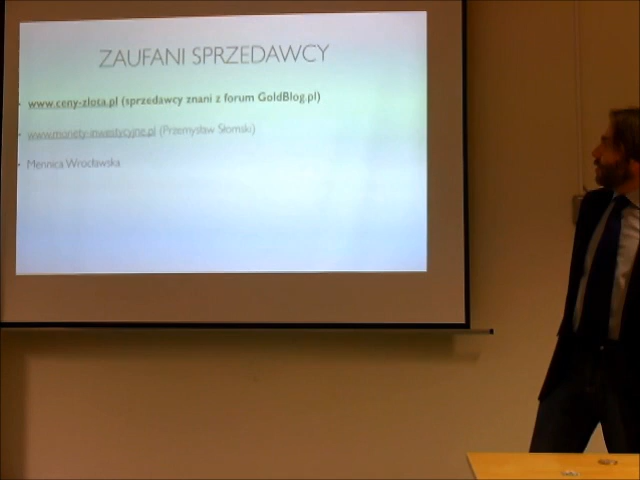 ZAUFANI SPRZEDAWCY
www.ceny-zlota.pl (sprzedawcy znani z forum GoldBlog.pl)
www.monety-inwestycyjne.pl (Przemysław Słomski)
Mennica Wrocławska